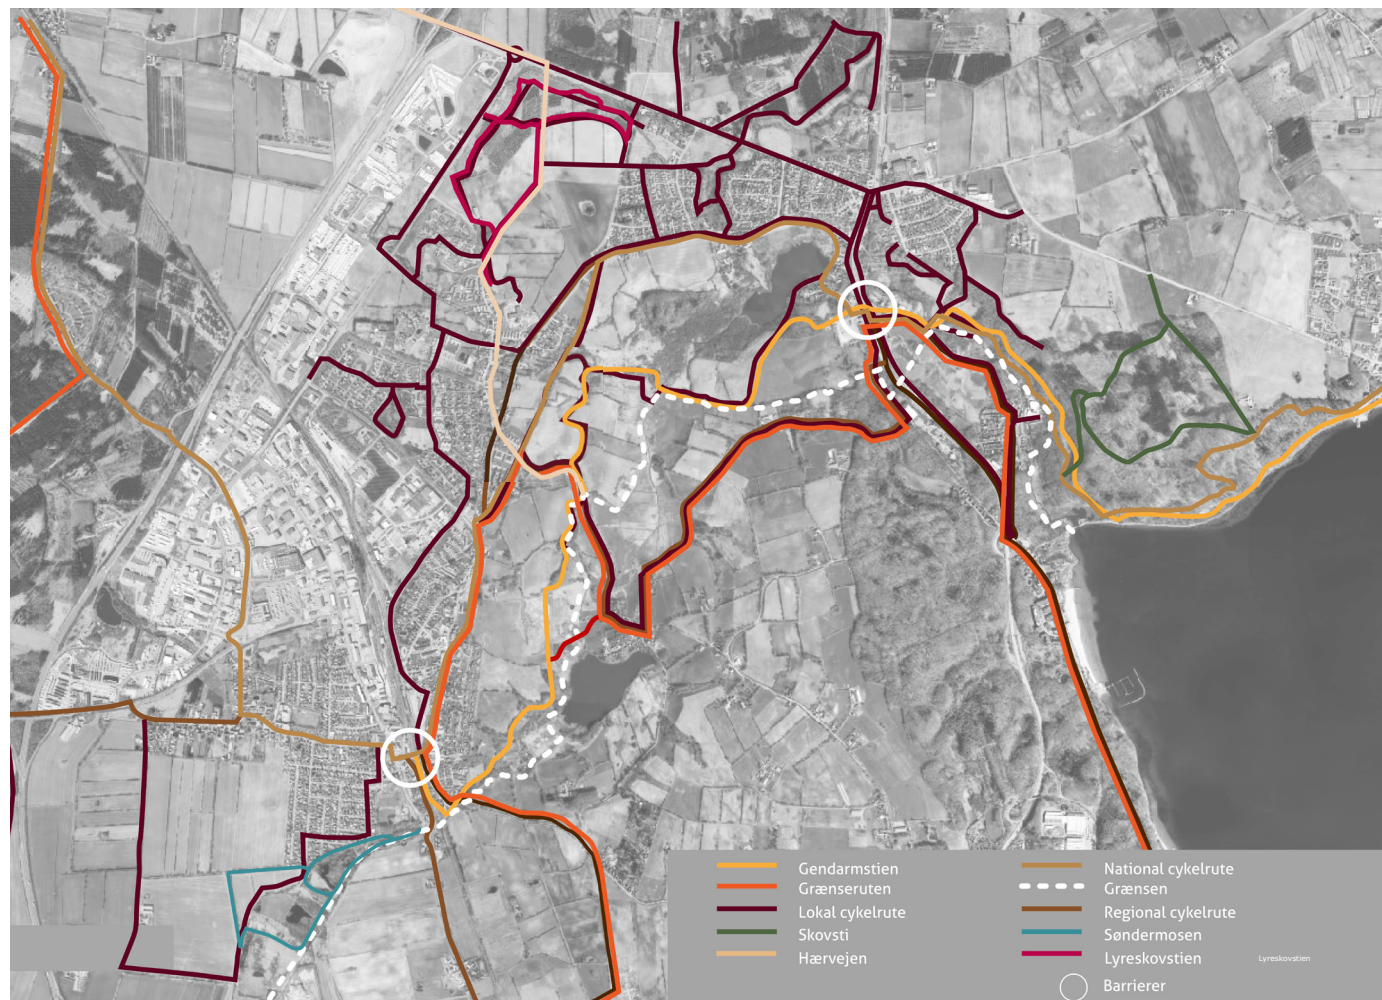 Gendarmstien
Grænseruten
Lokal cykelrute
Skovsti
Hærvejen
National cykelrute
Grænsen
Regional cykelrute
Søndermosen
Lyreskovstien
Lyreskovstien
Barrierer